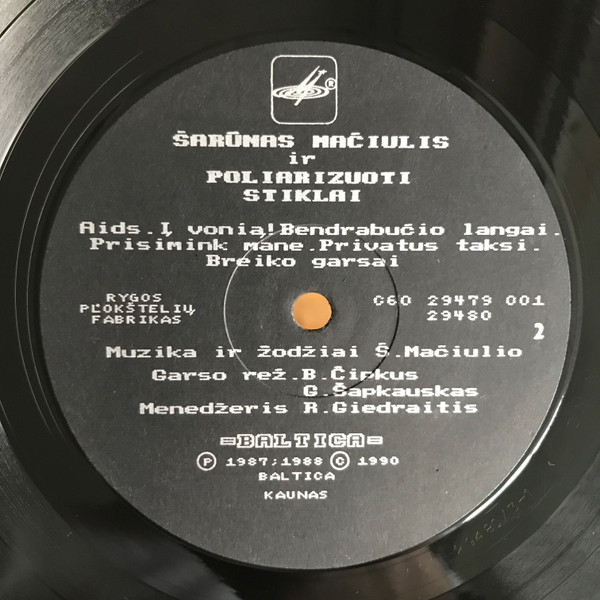 ®
ŠARŪNAS MAČIULIS
ir
POLIARIZUOTI
STIKLAI
Aids.Į vonią!Bendrabučio langai.
Prisimink mane.Privatus taksi.
Breiko garsai
RYGOS
PLOKŠTELIŲ
FABRIKAS
C60 29479 001
29480
2
Muzika ir žodžiai Š.Mačiulio
Garso rež.B.Čipkus
G.Šapkauskas
Menedžeris R.Giedraitis
=BALTICA=
Ⓟ 1987;1988 © 1990
BALTICA
KAUNAS